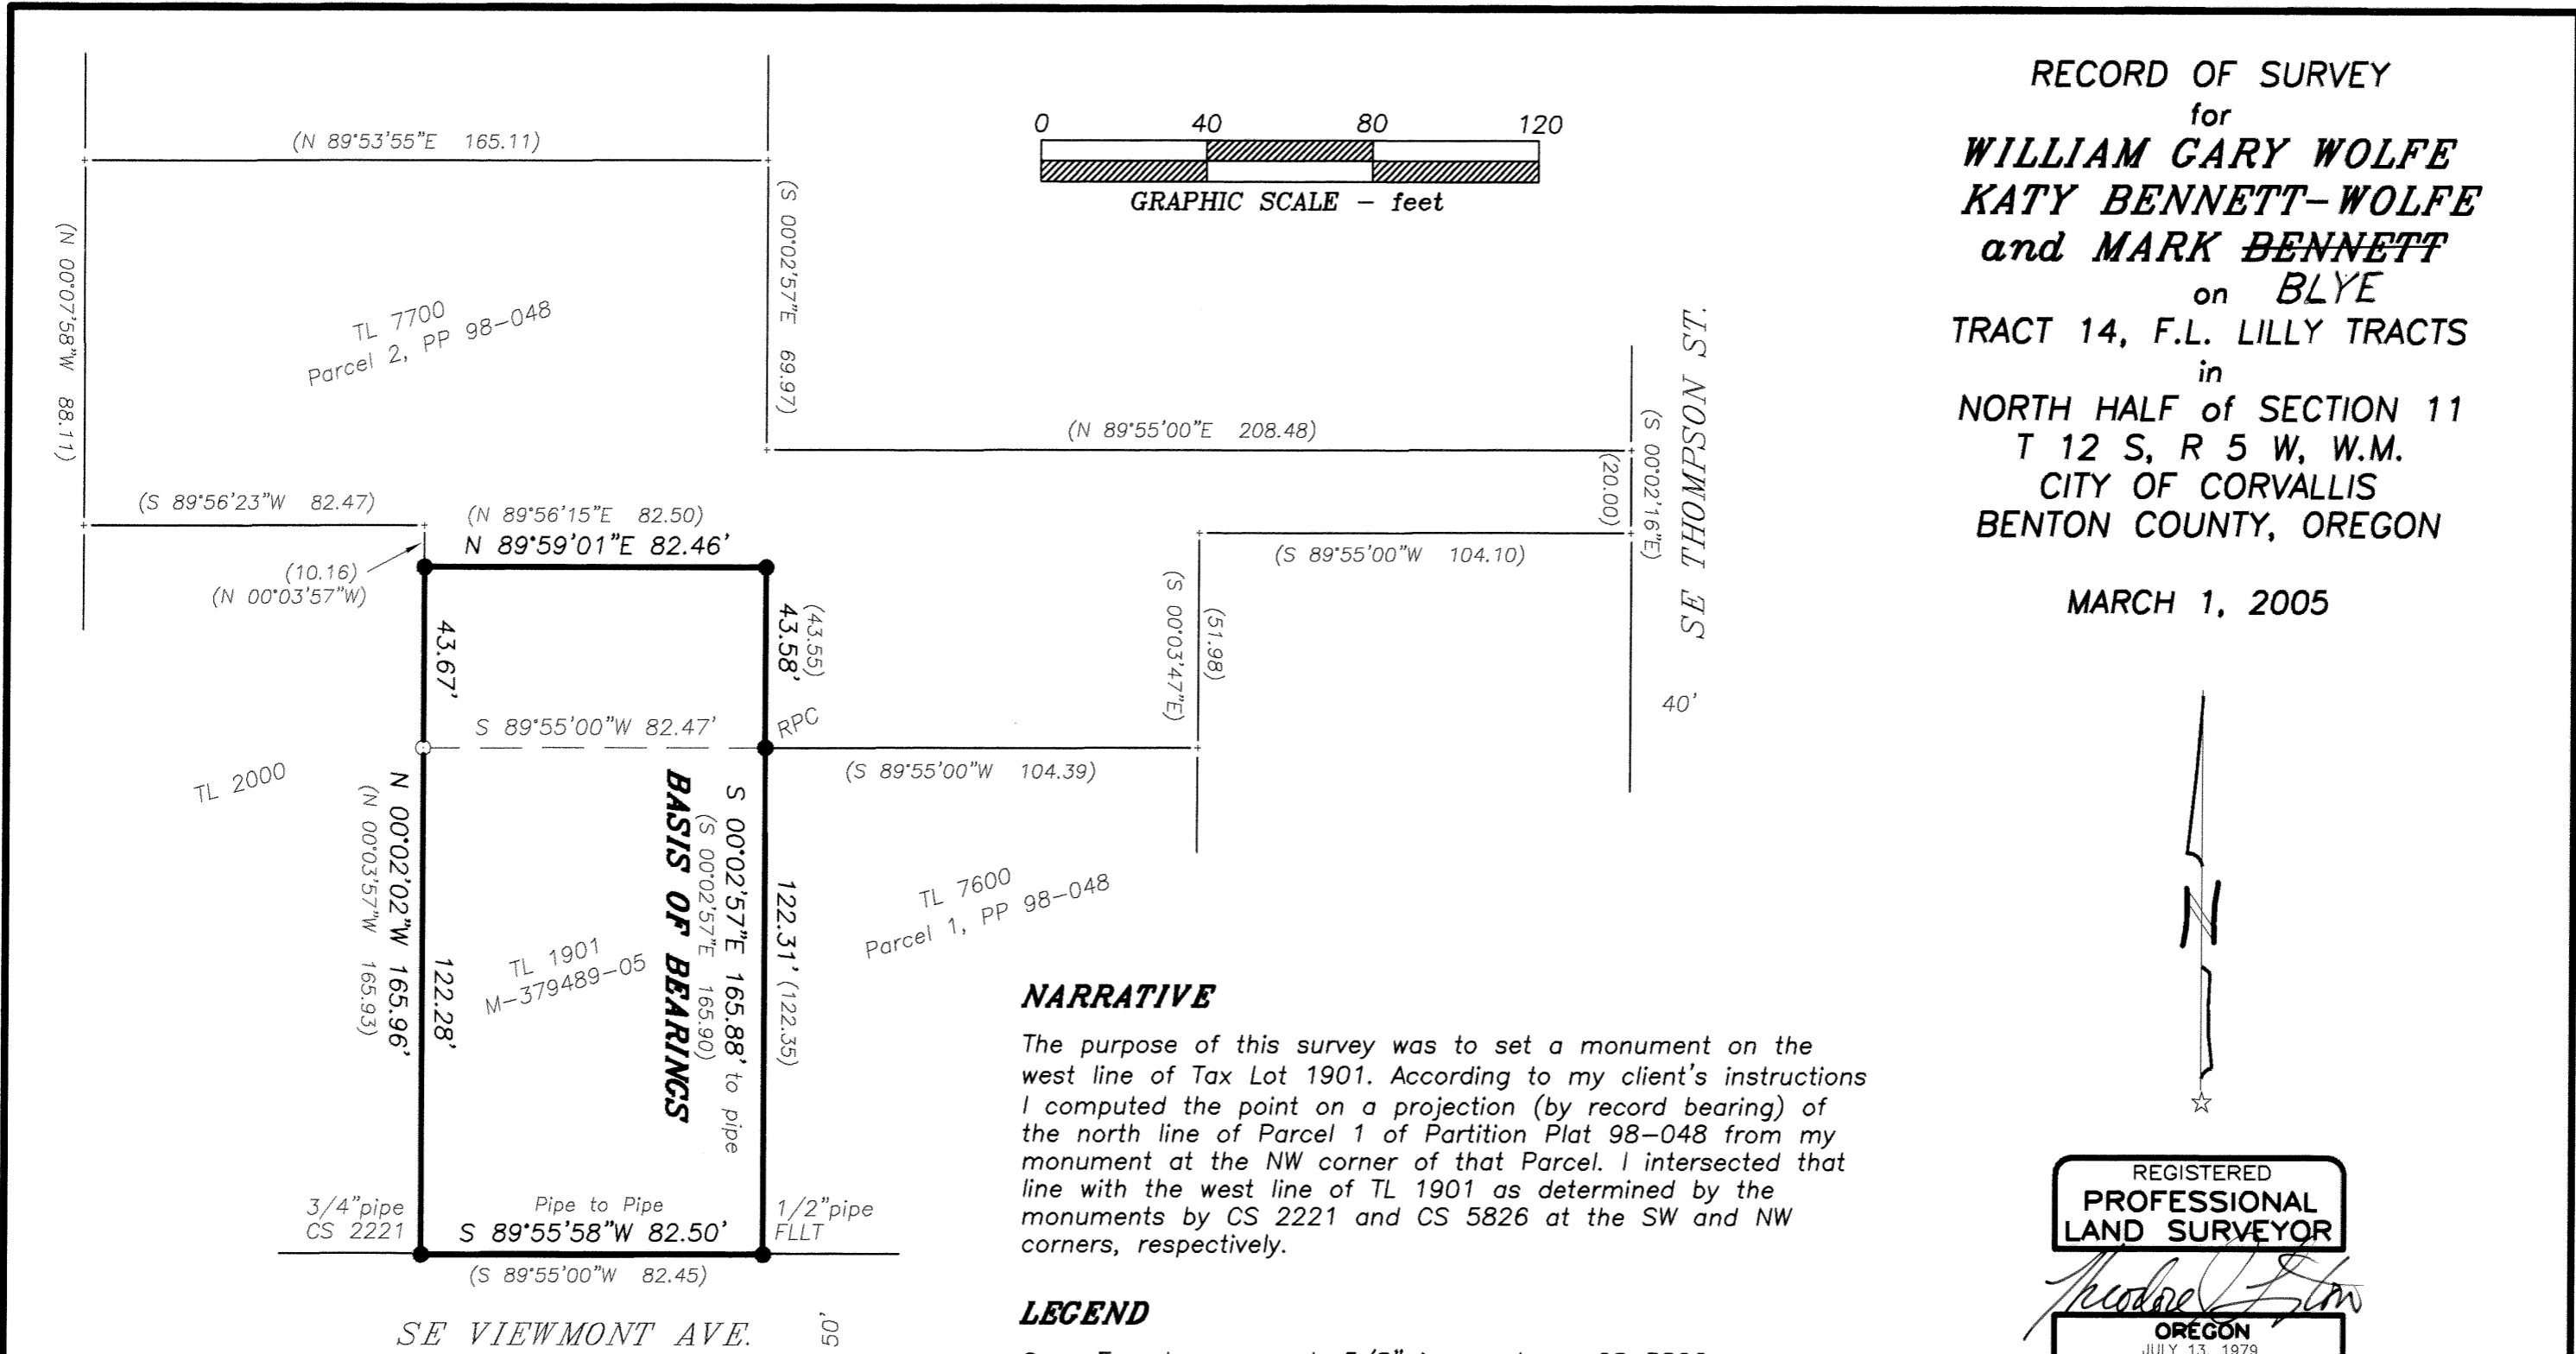 RECORD OF SURVEY
for
WILLIAM GARY WOLFE
KATY BENNETT-WOLFE
and MARK BENNETT
on BLYE
TRACT 14, F.L. LILLY TRACTS
in
NORTH HALF of SECTION 11
T 12 S, R 5 W, W.M.
CITY OF CORVALLIS
BENTON COUNTY, OREGON
MARCH 1, 2005
0 40 80 120
GRAPHIC SCALE - feet
(N 89°53'55"E 165.11)
(N 00°07'58"W 88.11)
(S 00°02'57"E 69.97)
TL 7700
Parcel 2, PP 98-048
(N 89°55'00"E 208.48)
SE THOMPSON ST.
(S 00°02'16"E)
(20.00)
(S 89°56'23"W 82.47)
(N 89°56'15"E 82.50)
N 89°59'01"E 82.46'
(S 89°55'00"W 104.10)
(10.16)
(N 00°03'57"W)
43.67'
(43.55)
43.58'
(S 00°03'47"E)
(51.98)
40'
S 89°55'00"W 82.47'
RPC
(S 89°55'00"W 104.39)
TL 2000
N 00°02'02"W 165.96'
(N 00°03'57"W 165.93)
122.28'
TL 1901
M-379489-05
BASIS OF BEARINGS
S 00°02'57"E 165.88' to pipe
(S 00°02'57"E 165.90)
122.31' (122.35)
TL 7600
Parcel 1, PP 98-048
3/4"pipe
CS 2221
Pipe to Pipe
S 89°55'58"W 82.50'
1/2"pipe
FLLT
(S 89°55'00"W 82.45)
SE VIEWMONT AVE.
50'
NARRATIVE
The purpose of this survey was to set a monument on the
west line of Tax Lot 1901. According to my client's instructions
I computed the point on a projection (by record bearing) of
the north line of Parcel 1 of Partition Plat 98-048 from my
monument at the NW corner of that Parcel. I intersected that
line with the west line of TL 1901 as determined by the
monuments by CS 2221 and CS 5826 at the SW and NW
corners, respectively.
LEGEND
N
REGISTERED
PROFESSIONAL
LAND SURVEYOR
Theodore
OREGON
JULY 13, 1979